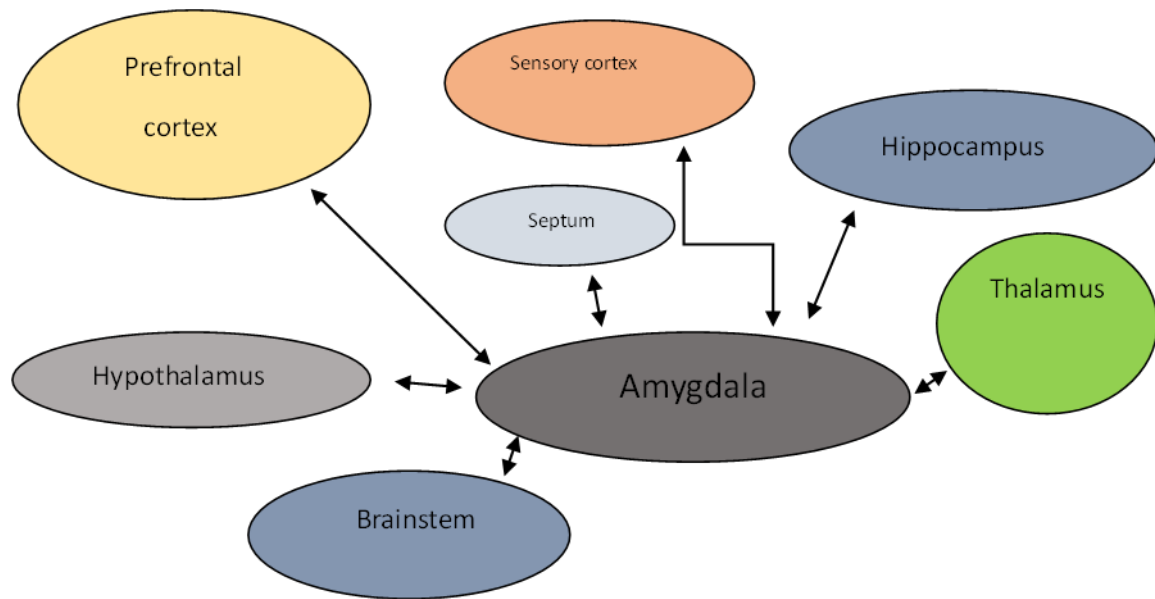 Prefrontal
cortex
Sensory cortex
Hippocampus
Septum
Thalamus
Hypothalamus
Amygdala
Brainstem